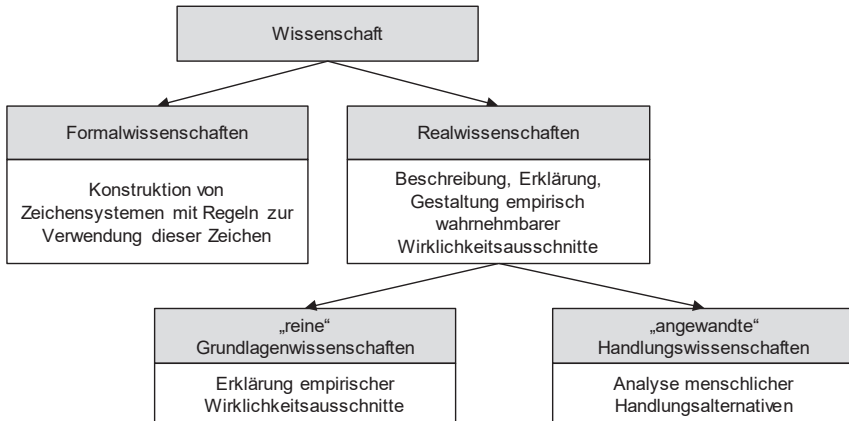 Wissenschaft
Formalwissenschaften
Konstruktion von
Zeichensystemen mit Regeln zur
Verwendung dieser Zeichen
Realwissenschaften
Beschreibung, Erklärung,
Gestaltung empirisch
wahrnehmbarer
Wirklichkeitsausschnitte
„reine“
Grundlagenwissenschaften
Erklärung empirischer
Wirklichkeitsausschnitte
„angewandte“
Handlungswissenschaften
Analyse menschlicher
Handlungsalternativen